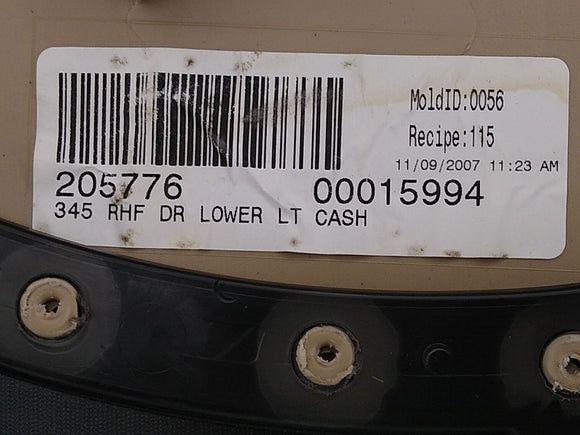 MoldID:0056
Recipe:115
11/09/2007 11:23 AM
205776 00015994
345 RHF DR LOWER LT CASH